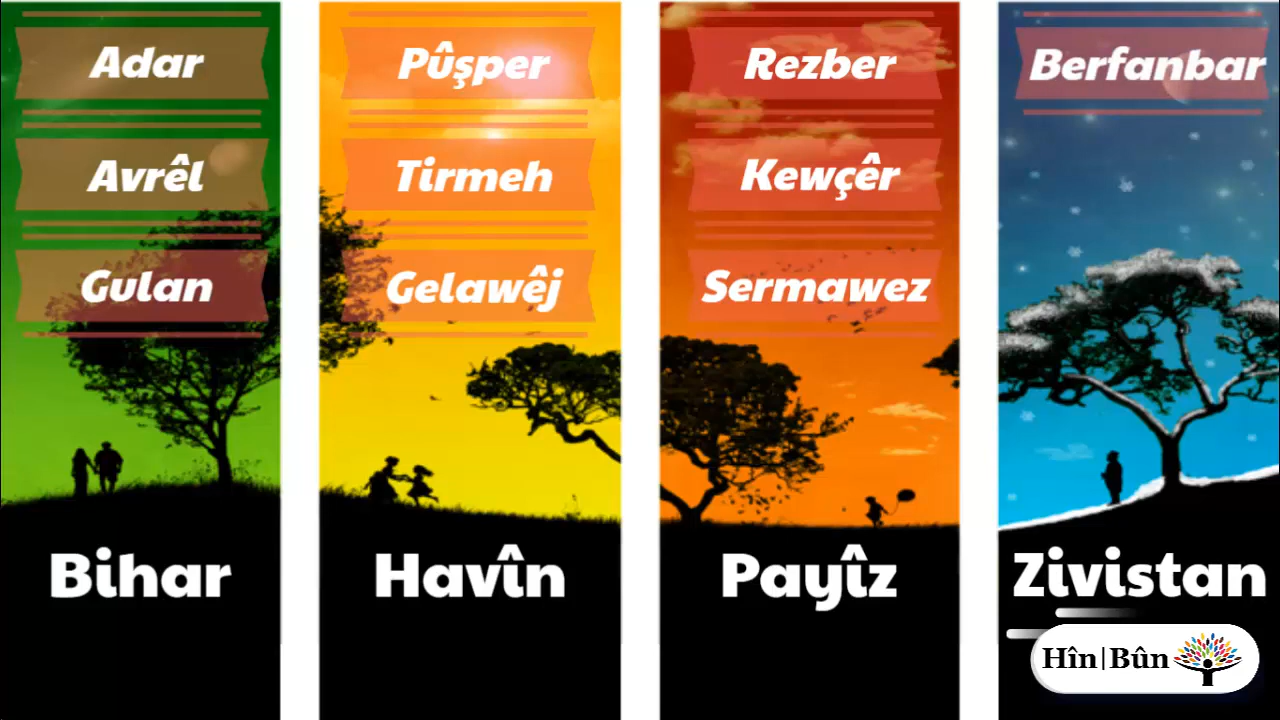 Adar
Avrêl
Gulan
Bihar
Pûşper
Tirmeh
Gelawêj
Havîn
Rezber
Kewçêr
Sermawez
Payîz
Berfanbar
Zivistan
Hîn|Bûn